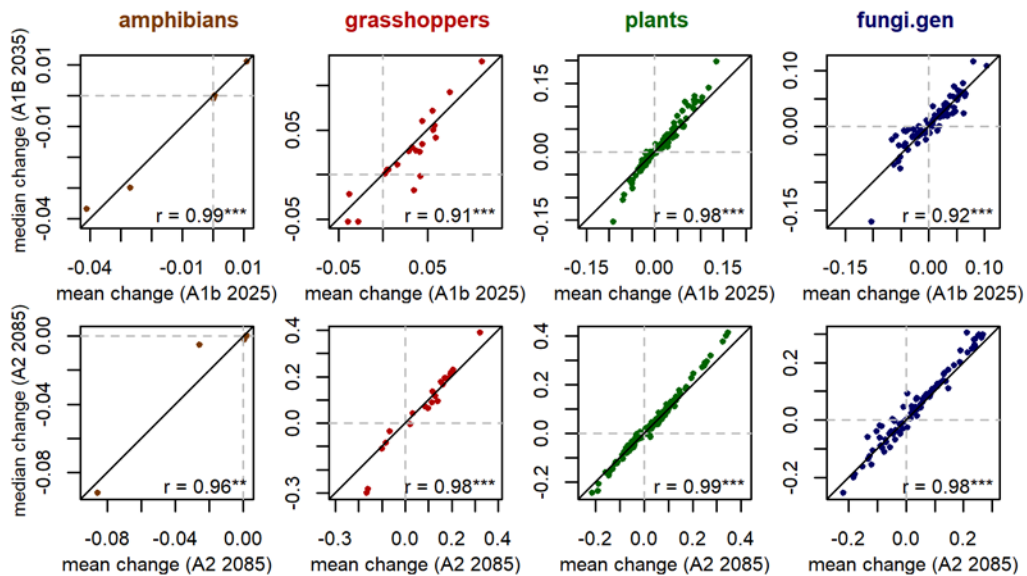 amphibians grasshoppers plants fungi.gen
median change (A1B 2035)
0.01
-0.01
-0.04
r = 0.99***
-0.04 -0.01 0.01
mean change (A1b 2025)
0.05
-0.05
r = 0.91***
-0.05 0.05
mean change (A1b 2025)
0.15
0.00
-0.15
r = 0.98***
-0.15 0.00 0.15
mean change (A1b 2025)
0.10
0.00
-0.15
r = 0.92***
-0.15 0.00 0.10
mean change (A1b 2025)
median change (A2 2085)
0.00
-0.04
-0.08
r = 0.96**
-0.08 -0.04 0.00
mean change (A2 2085)
0.4
0.2
0.0
-0.3
r = 0.98***
-0.3 0.0 0.2 0.4
mean change (A2 2085)
0.4
0.2
0.0
-0.2
r = 0.99***
-0.2 0.0 0.2 0.4
mean change (A2 2085)
0.2
0.0
-0.2
r = 0.98***
-0.2 0.0 0.2
mean change (A2 2085)